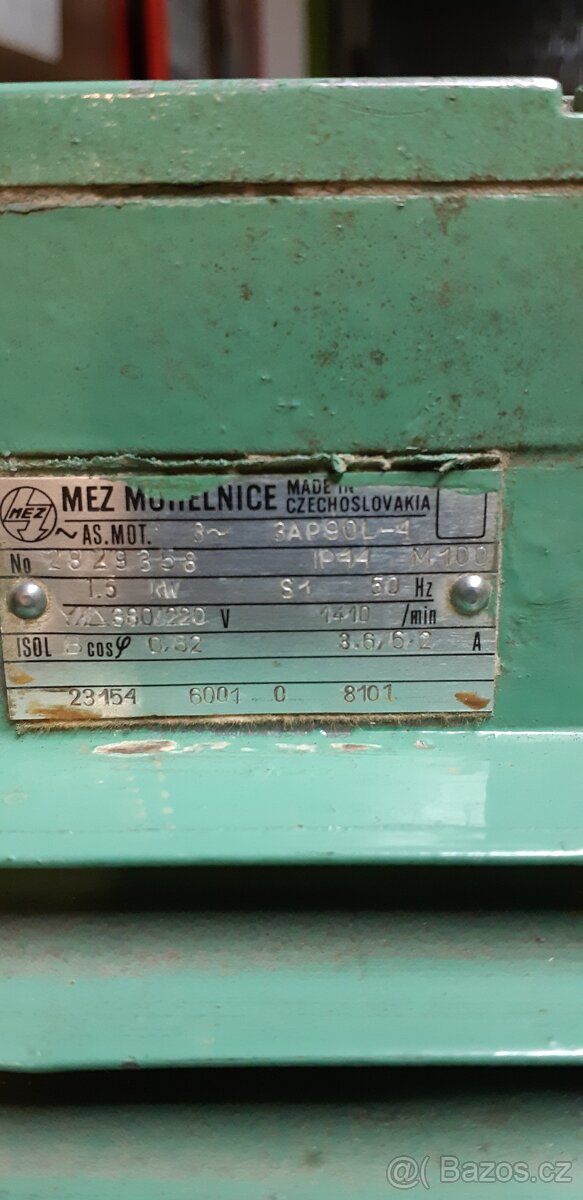 MEZ MEZ MOHELNICE MADE IN CZECHOSLOVAKIA
~ AS.MOT. 3~ 3AP90L-4
No 2829358 IP44 M100
1.5 kW S1 50 Hz
Y/△ 380/220 V 1410 /min
ISOL B cosφ 0/82 3.6/6.2 A
23154 6001 0 8101
@( Bazos.cz